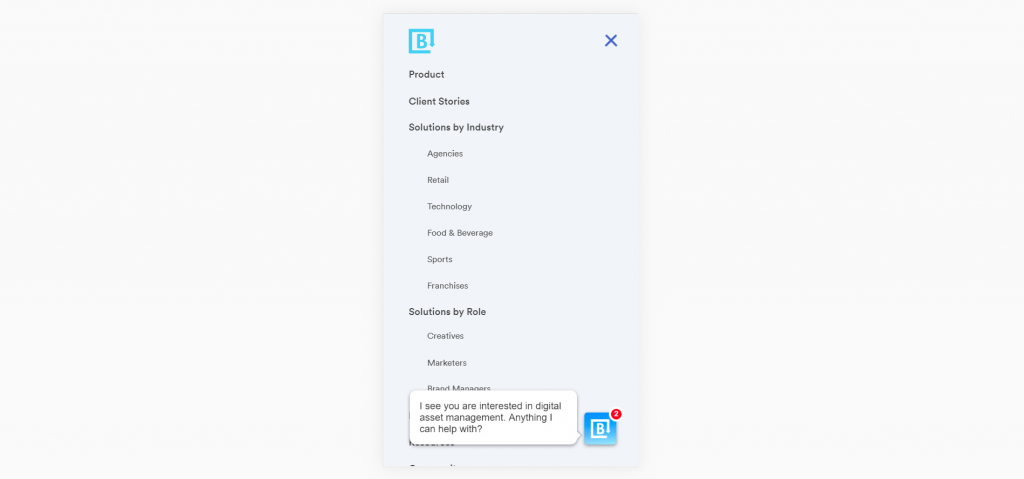 B
Product
Client Stories
Solutions by Industry
Agencies
Retail
Technology
Food & Beverage
Sports
Franchises
Solutions by Role
Creatives
Marketers
Brand Managers
I see you are interested in digital
asset management. Anything I
can help with?
B
2
Resources